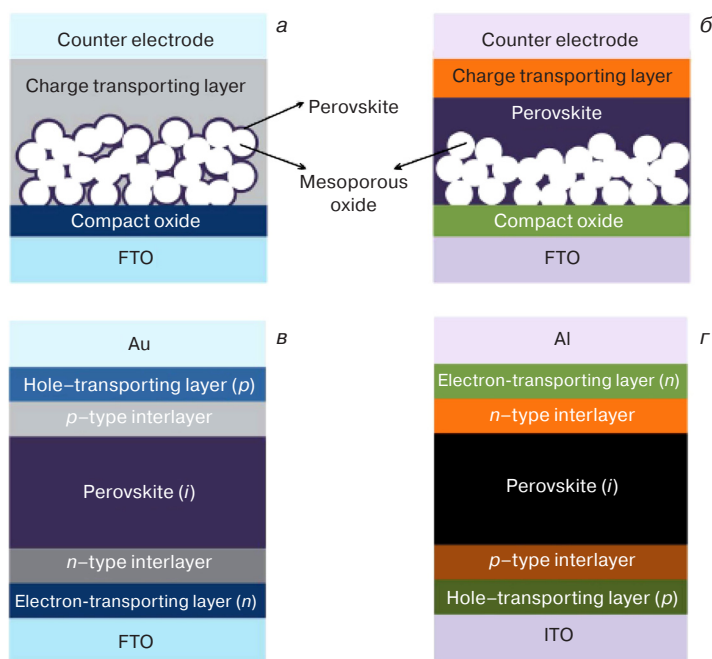 а
Counter electrode
Charge transporting layer
Compact oxide
FTO
Perovskite
Mesoporous
oxide
б
Counter electrode
Charge transporting layer
Perovskite
Compact oxide
FTO
в
Au
Hole–transporting layer (p)
p–type interlayer
Perovskite (i)
n–type interlayer
Electron-transporting layer (n)
FTO
г
Al
Electron-transporting layer (n)
n–type interlayer
Perovskite (i)
p–type interlayer
Hole–transporting layer (p)
ITO